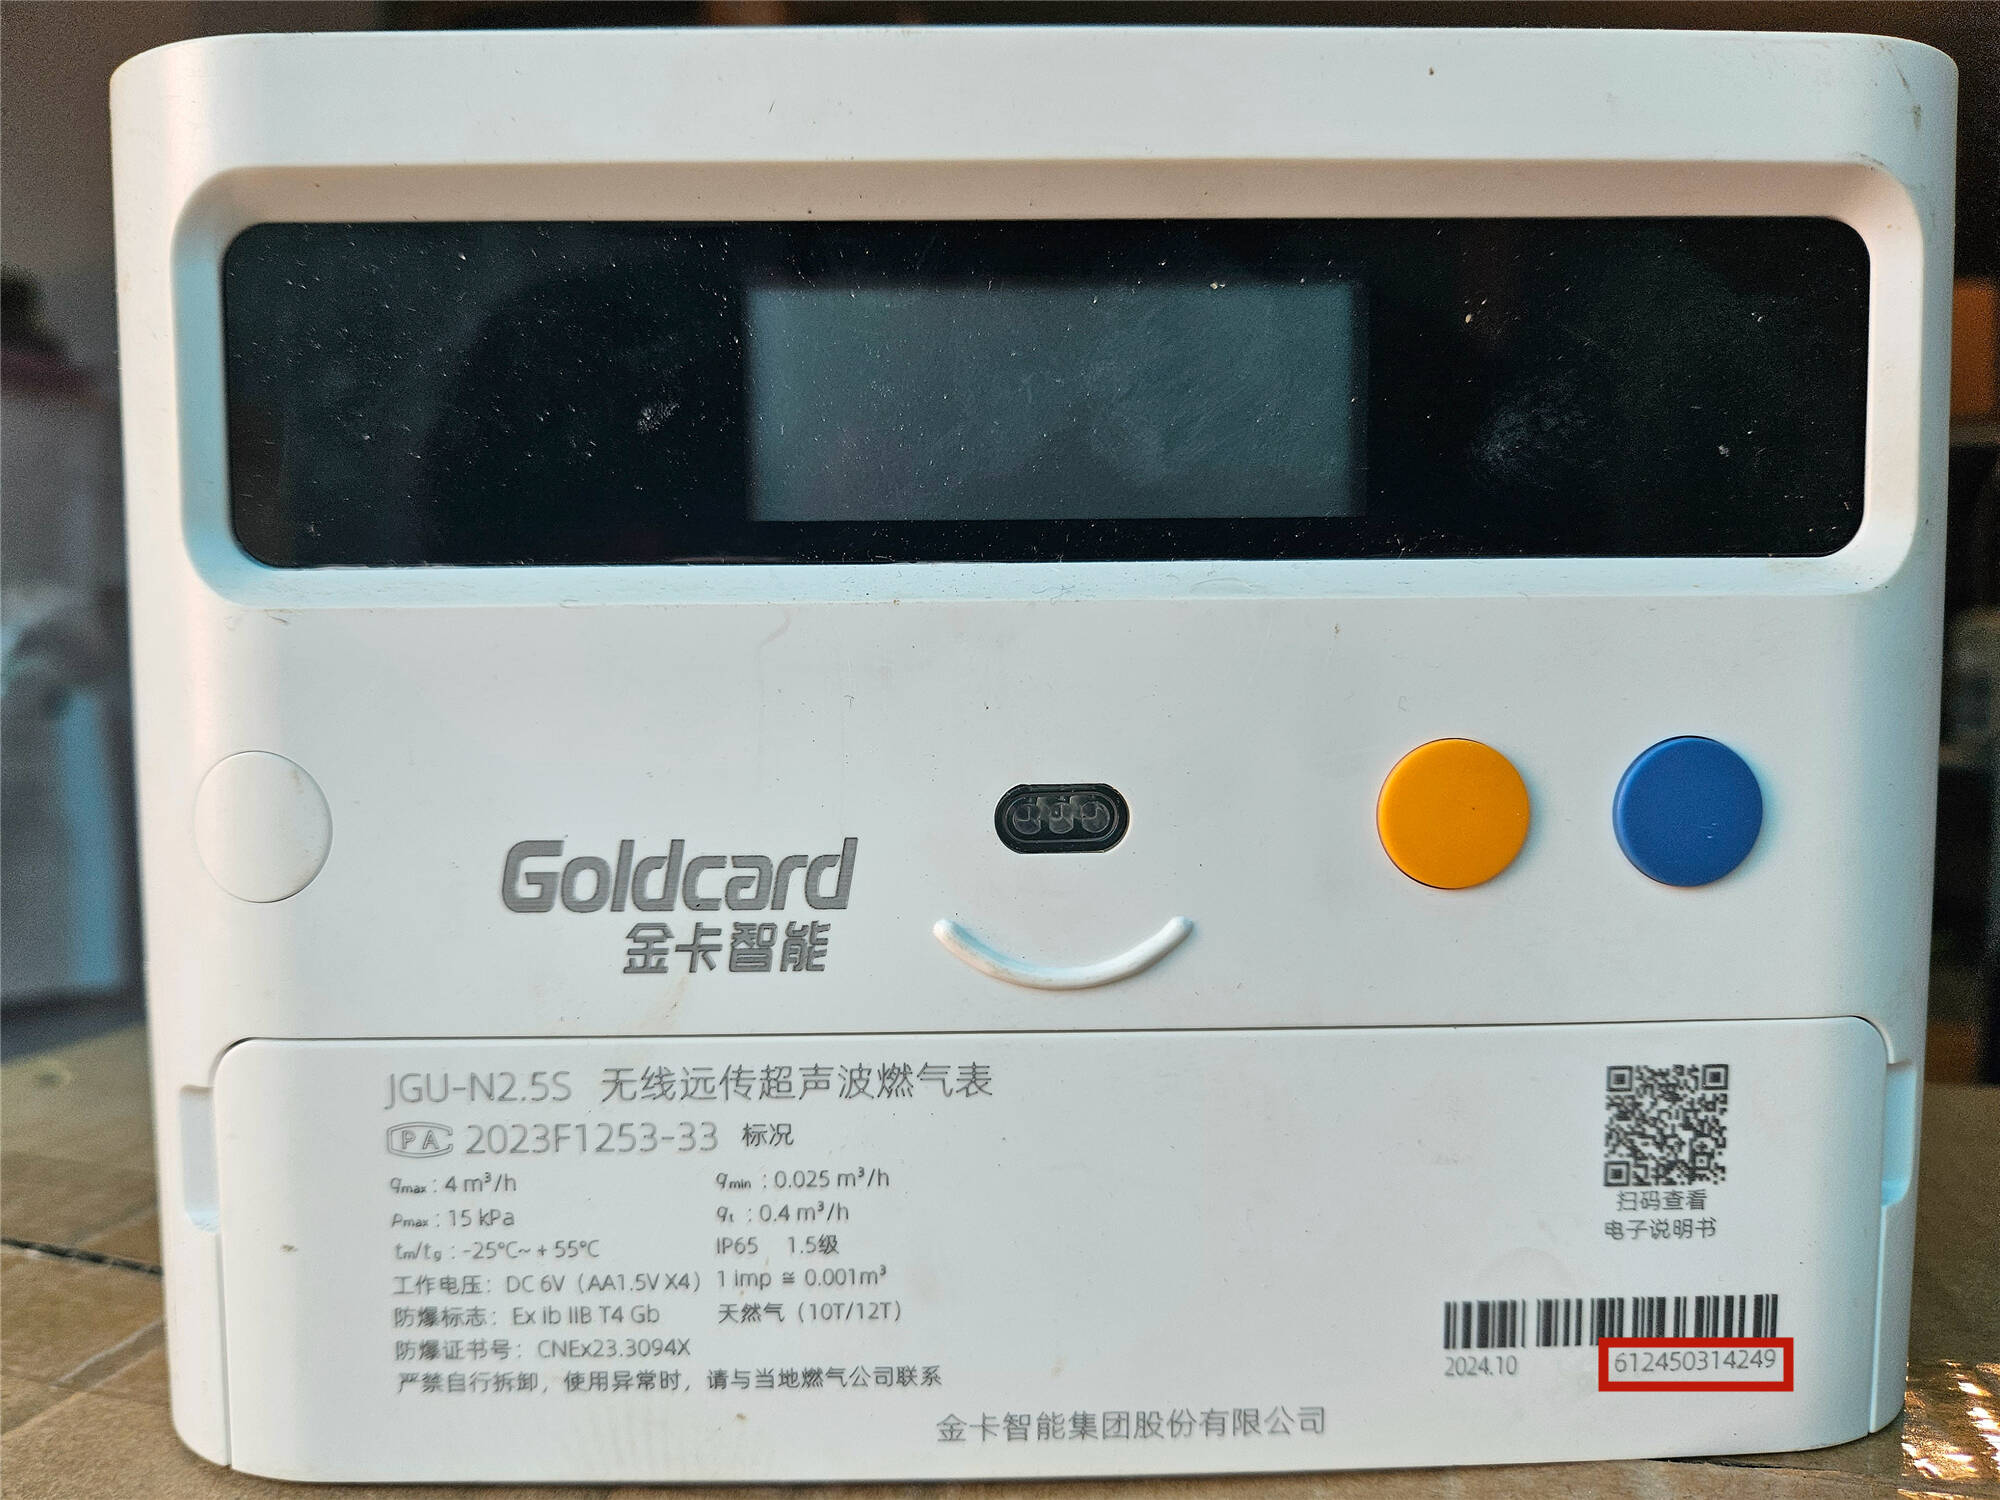 Goldcard
金卡智能
JGU-N2.5S 无线远传超声波燃气表
PA 2023F1253-33 标况
qmax : 4 m³/h qmin : 0.025 m³/h
pmax : 15 kPa qt : 0.4 m³/h
tm/tg : -25℃~ + 55℃ IP65 1.5级
工作电压：DC 6V（AA1.5V X4） 1 imp ≅ 0.001m³
防爆标志：Ex ib IIB T4 Gb 天然气（10T/12T）
防爆证书号：CNEx23.3094X
严禁自行拆卸，使用异常时，请与当地燃气公司联系
扫码查看
电子说明书
2024.10 612450314249
金卡智能集团股份有限公司